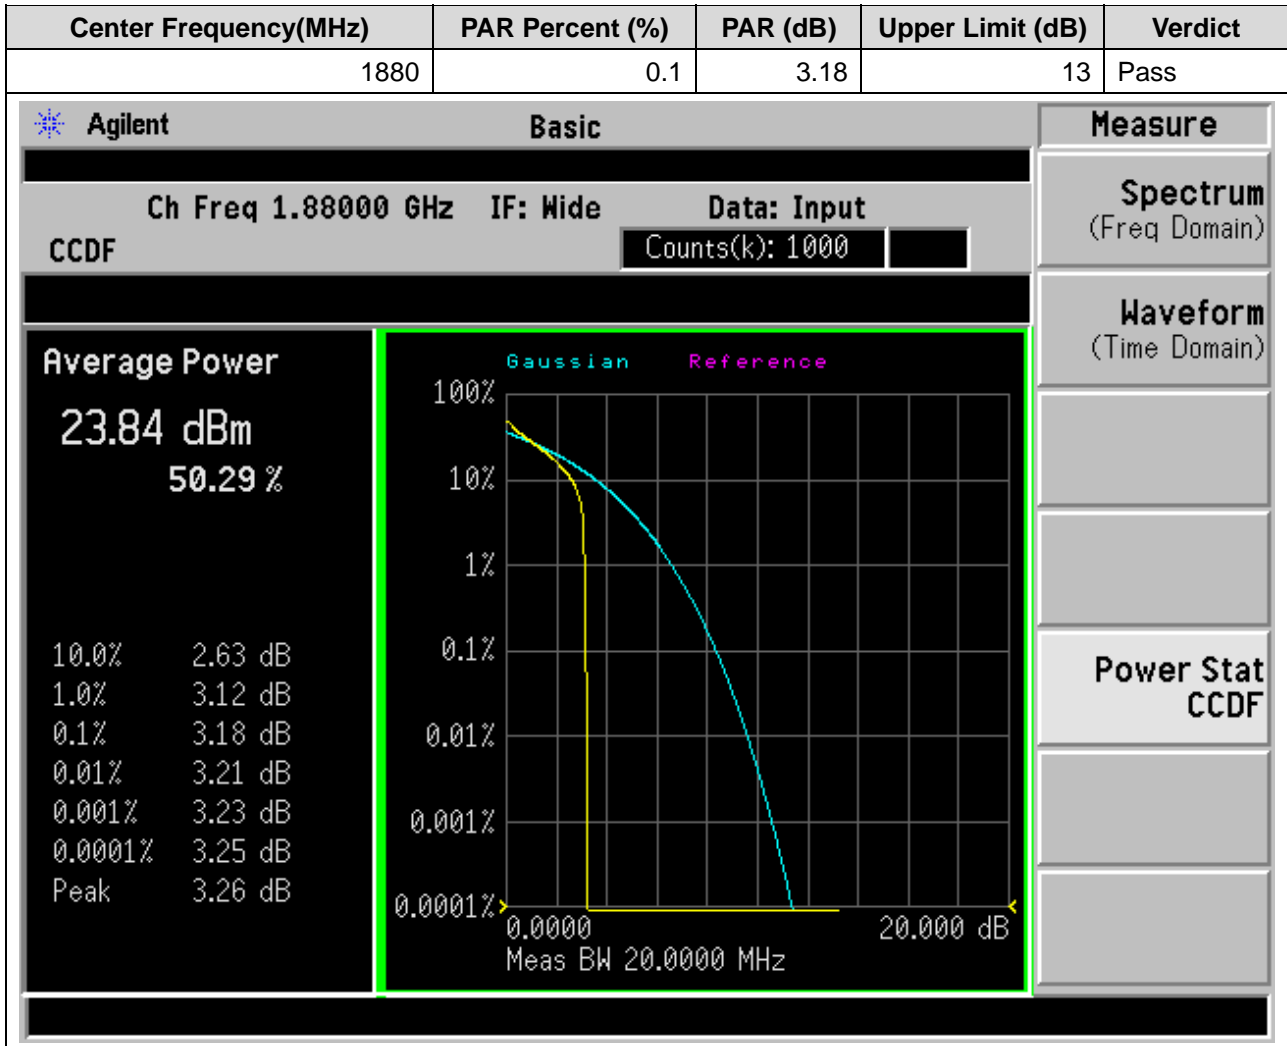 Center Frequency(MHz) PAR Percent (%) PAR (dB) Upper Limit (dB) Verdict
1880 0.1 3.18 13 Pass
Agilent Basic Measure
Ch Freq 1.88000 GHz IF: Wide Data: Input
CCDF Counts(k): 1000
Spectrum
(Freq Domain)
Waveform
(Time Domain)
Power Stat
CCDF
Average Power
23.84 dBm
50.29 %
10.0% 2.63 dB
1.0% 3.12 dB
0.1% 3.18 dB
0.01% 3.21 dB
0.001% 3.23 dB
0.0001% 3.25 dB
Peak 3.26 dB
Gaussian Reference
100%
10%
1%
0.1%
0.01%
0.001%
0.0001%
0.0000 20.000 dB
Meas BW 20.0000 MHz